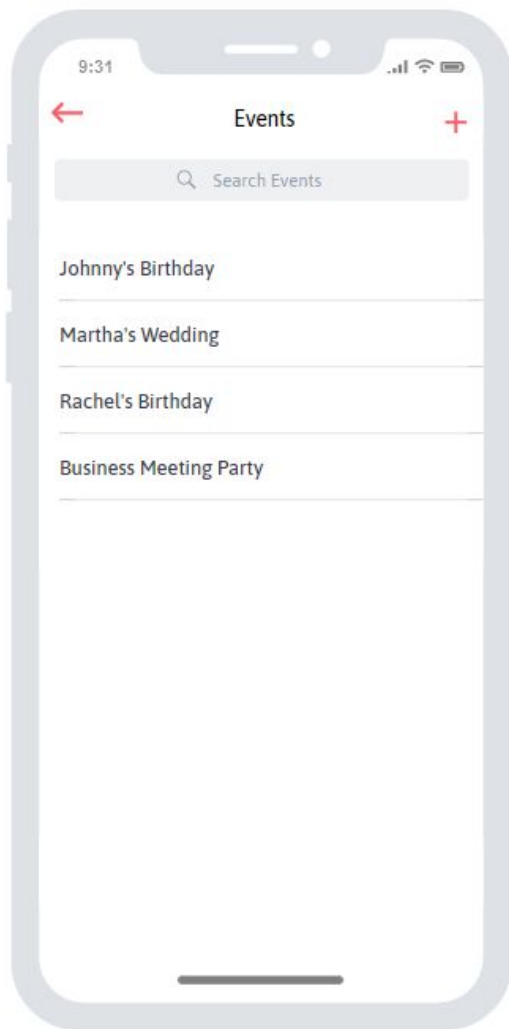 9:31
Events
+
Search Events
Johnny's Birthday
Martha's Wedding
Rachel's Birthday
Business Meeting Party